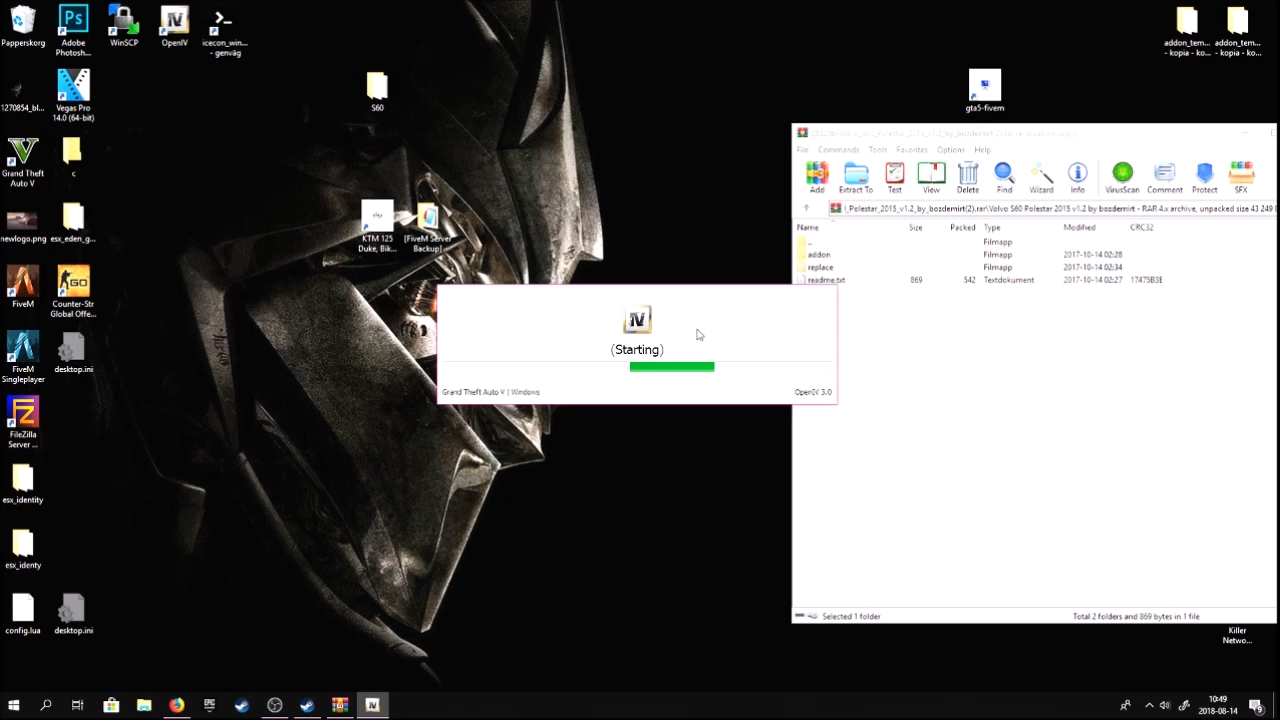 Papperskorg
Adobe
Photosh...
WinSCP
OpenIV
icecon_win...
- genväg
1270854_bl...
Vegas Pro
14.0 (64-bit)
Grand Theft
Auto V
c
newlogo.png
esx_eden_g...
FiveM
Counter-Str
Global Offe...
FiveM
Singleplayer
desktop.ini
FileZilla
Server ...
esx_identity
esx_identy
config.lua
desktop.ini
S60
KTM 125
Duke, Bik...
[FiveM Server
Backup]
addon_tem...
- kopia - ko...
addon_tem...
- kopia - ko...
gta5-fivem
File Commands Tools Favorites Options Help
Add Extract To Test View Delete Find Wizard Info VirusScan Comment Protect SFX
!_Polestar_2015_v1.2_by_bozdemirt(2).rar\Volvo S60 Polestar 2015 v1.2 by bozdemirt - RAR 4.x archive, unpacked size 43 249
Name Size Packed Type Modified CRC32
.. Filmapp
addon Filmapp 2017-10-14 02:28
replace Filmapp 2017-10-14 02:34
readme.txt 869 542 Textdokument 2017-10-14 02:27 17475B3E
IV
(Starting)
Grand Theft Auto V | Windows
OpenIV 3.0
Selected 1 folder
Total 2 folders and 869 bytes in 1 file
Killer
Netwo...
10:49
2018-08-14